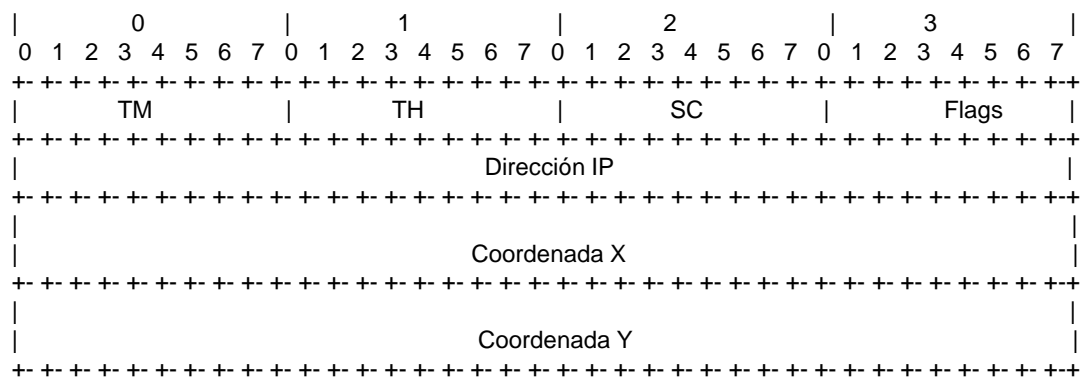 | 0 | 1 | 2 | 3 |
0 1 2 3 4 5 6 7 0 1 2 3 4 5 6 7 0 1 2 3 4 5 6 7 0 1 2 3 4 5 6 7
+- +- +- +- +- +- +- +- +- +- +- +- +- +- +- +- +- +- +- +- +- +- +- +- +- +- +- +- +- +- +- +-+
| TM | TH | SC | Flags |
+- +- +- +- +- +- +- +- +- +- +- +- +- +- +- +- +- +- +- +- +- +- +- +- +- +- +- +- +- +- +- +-+
| Dirección IP |
+- +- +- +- +- +- +- +- +- +- +- +- +- +- +- +- +- +- +- +- +- +- +- +- +- +- +- +- +- +- +- +-+
| |
| Coordenada X |
+- +- +- +- +- +- +- +- +- +- +- +- +- +- +- +- +- +- +- +- +- +- +- +- +- +- +- +- +- +- +- +-+
| |
| Coordenada Y |
+- +- +- +- +- +- +- +- +- +- +- +- +- +- +- +- +- +- +- +- +- +- +- +- +- +- +- +- +- +- +- +-+